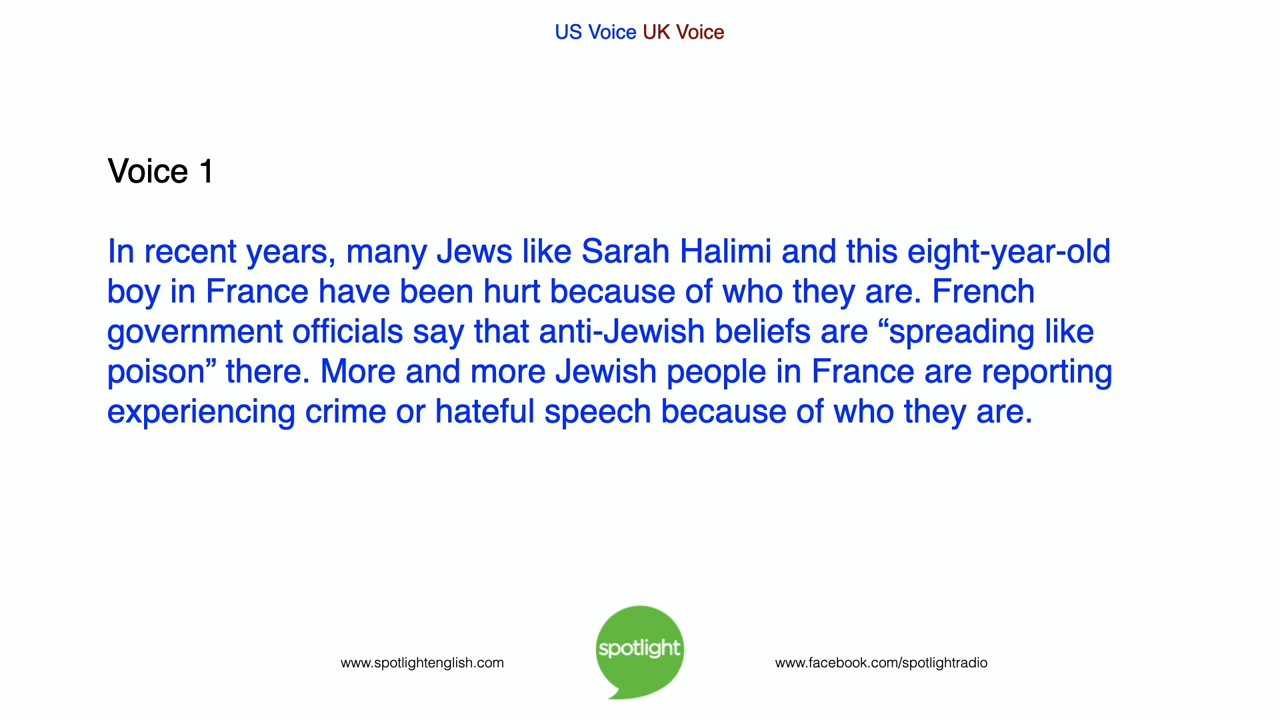 US Voice UK Voice
Voice 1
In recent years, many Jews like Sarah Halimi and this eight-year-old
boy in France have been hurt because of who they are. French
government officials say that anti-Jewish beliefs are “spreading like
poison” there. More and more Jewish people in France are reporting
experiencing crime or hateful speech because of who they are.
spotlight
www.spotlightenglish.com
www.facebook.com/spotlightradio